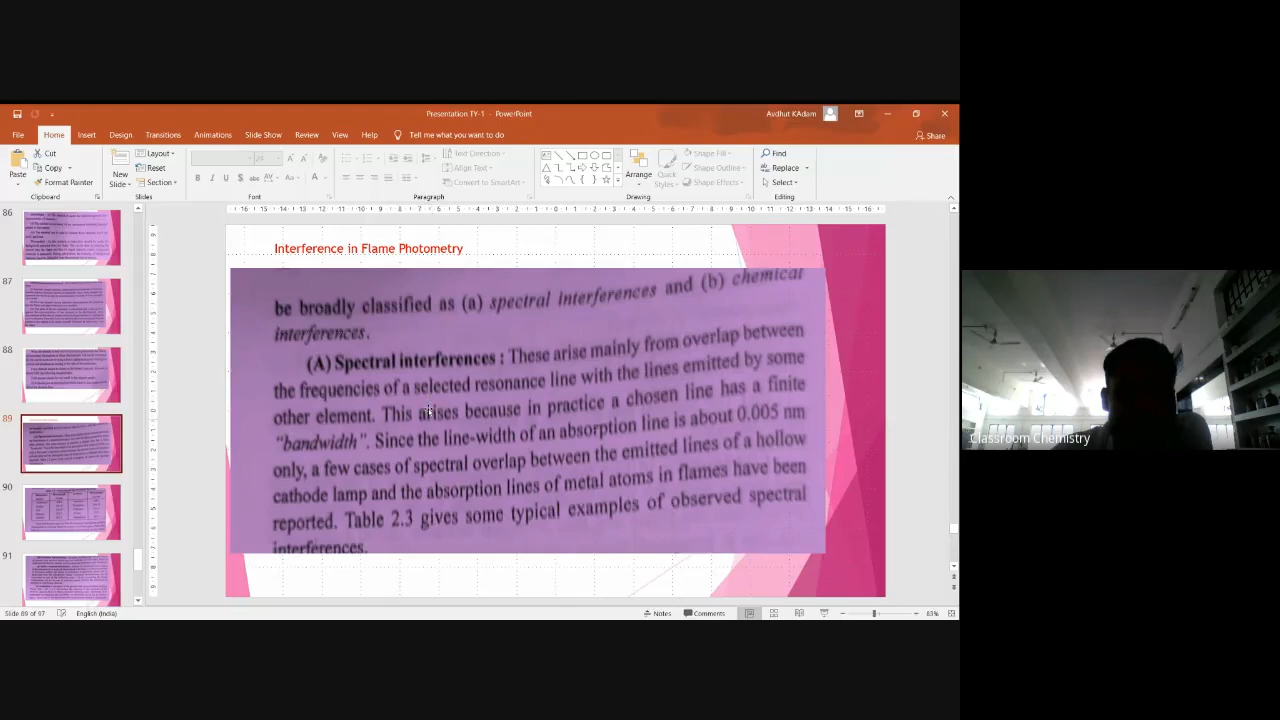 Presentation TY-1 - PowerPoint
Avdhut KAdam
File Home Insert Design Transitions Animations Slide Show Review View Help Tell me what you want to do
Share
Paste
Cut
Copy
Format Painter
Clipboard
New
Slide
Layout
Reset
Section
Slides
24
Font
Text Direction
Align Text
Convert to SmartArt
Paragraph
Arrange
Quick
Styles
Shape Fill
Shape Outline
Shape Effects
Drawing
Find
Replace
Select
Editing
86
87
88
89
90
91
Interference in Flame Photometry
be broadly classified as (a) spectral interferences and (b) chemical
interferences.
(A) Spectral interferences : These arise mainly from overlap between
the frequencies of a selected resonance line with the lines emitted by some
other element. This arises because in practice a chosen line has a finite
"bandwidth". Since the line width of an absorption line is about 0.005 nm
only, a few cases of spectral overlap between the emitted lines of a hollow
cathode lamp and the absorption lines of metal atoms in flames have been
reported. Table 2.3 gives some typical examples of observed spectral
interferences.
Slide 89 of 97
English (India)
Notes
Comments
83%
Classroom Chemistry